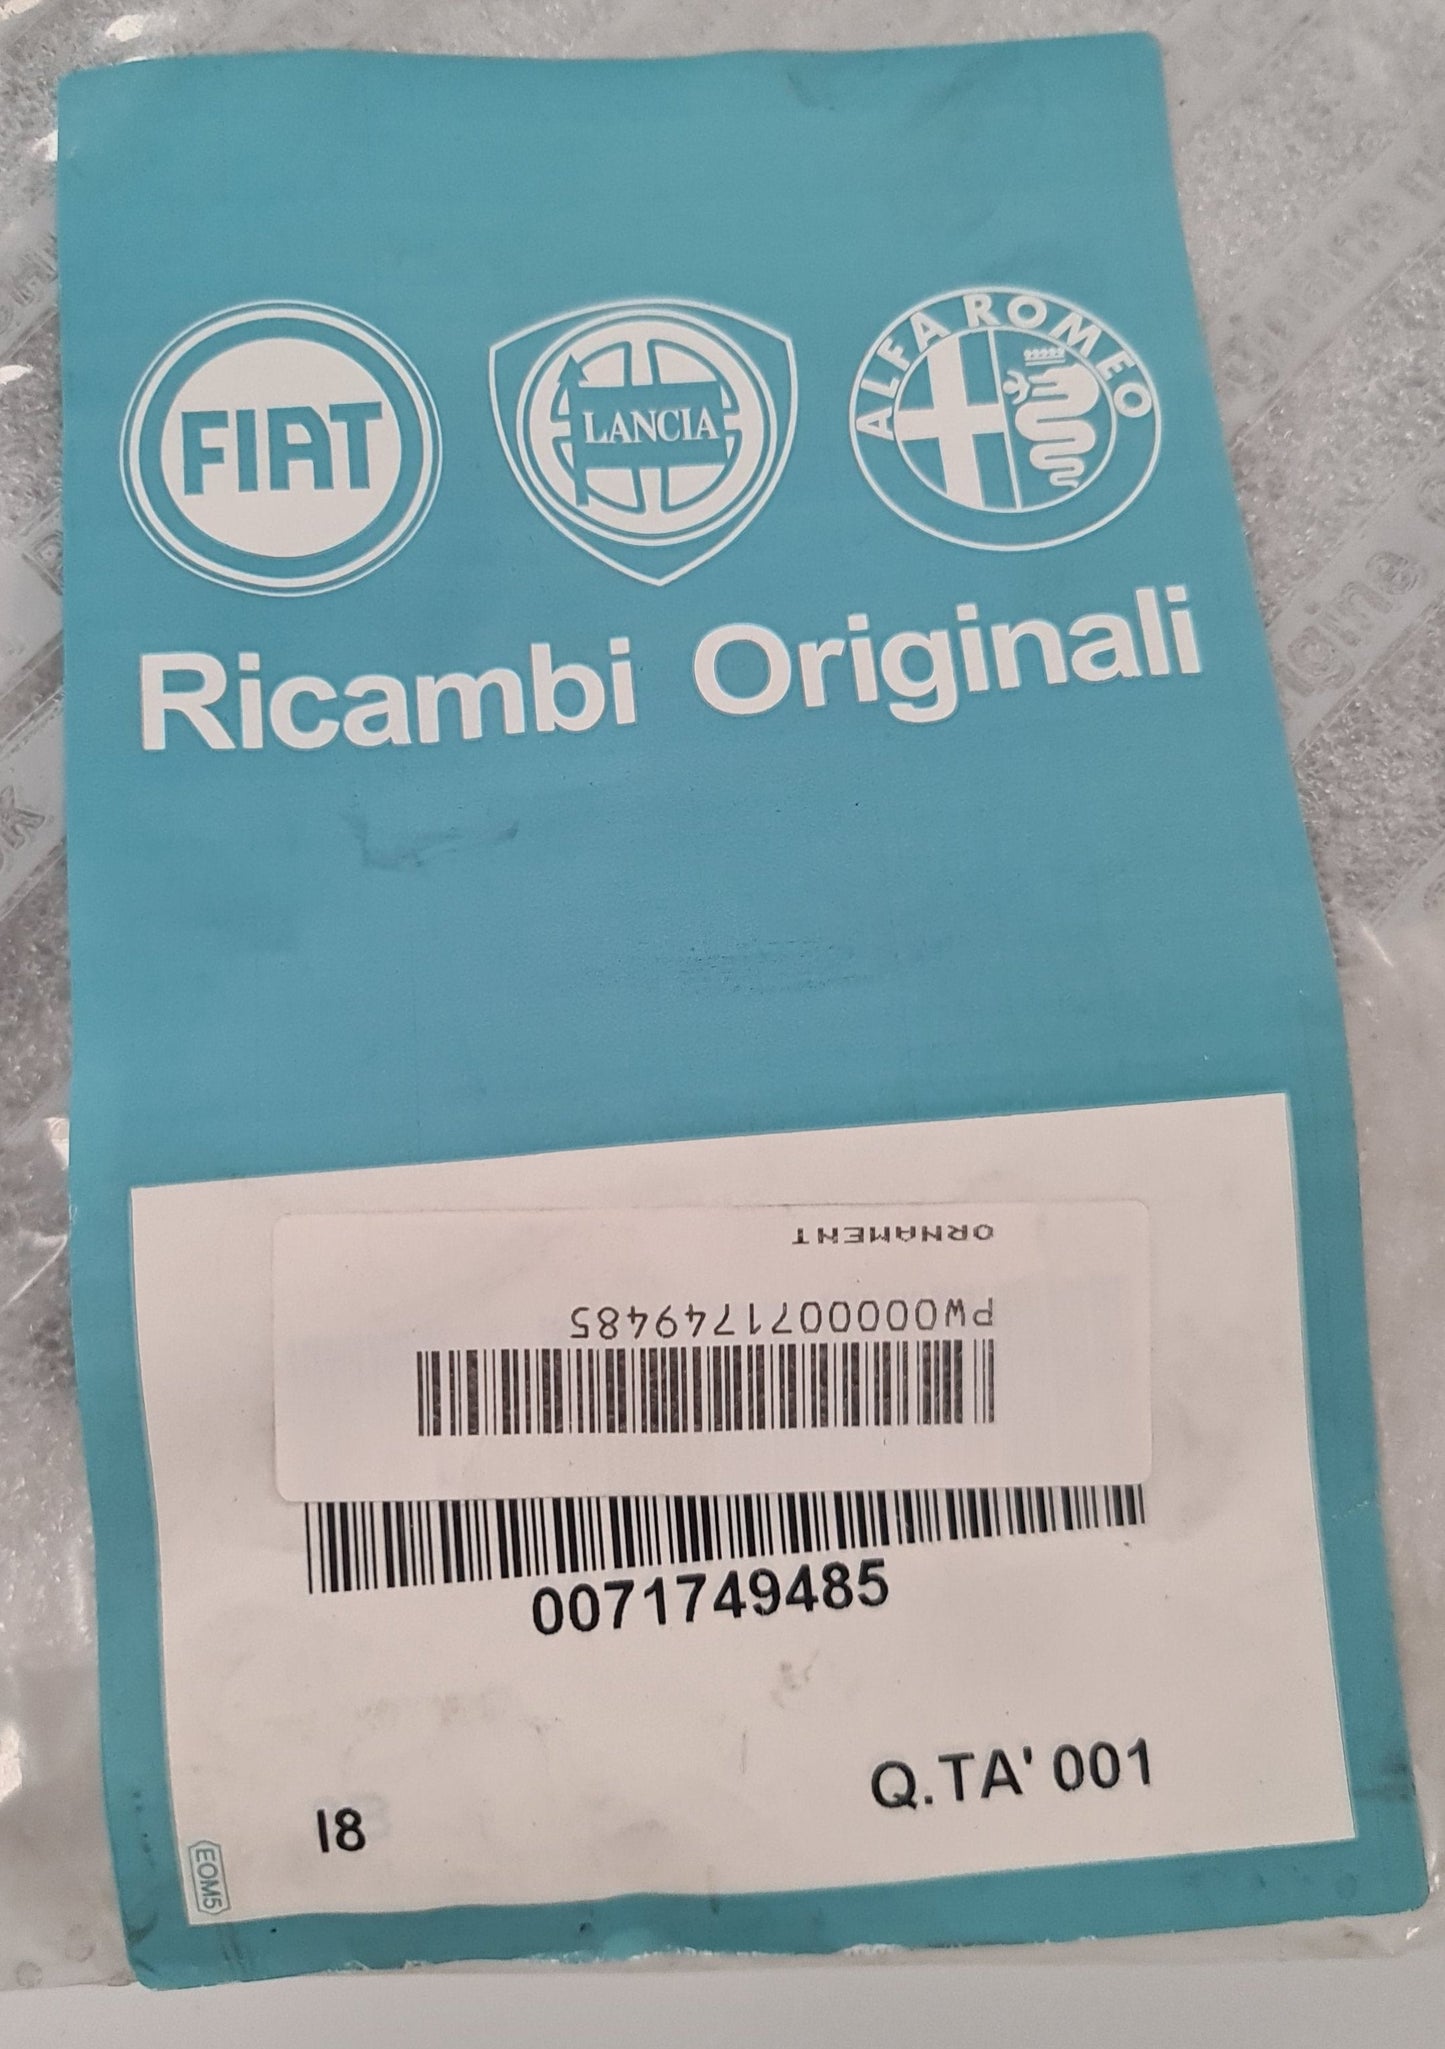 FIAT
LANCIA
ALFA ROMEO
Ricambi Originali
ORNAMENT
PW0000071749485
0071749485
Q.TA' 001
I8
EOM5